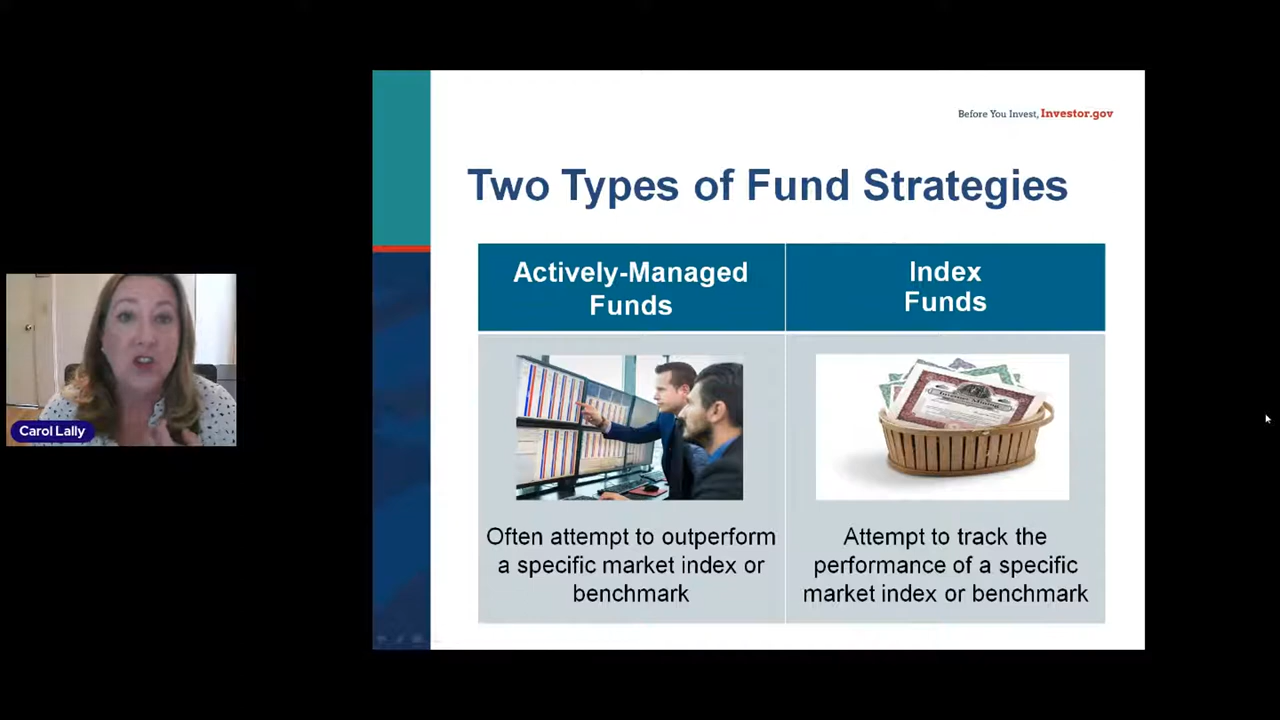 Before You Invest, Investor.gov
Two Types of Fund Strategies
Actively-Managed
Funds
Index
Funds
Often attempt to outperform
a specific market index or
benchmark
Attempt to track the
performance of a specific
market index or benchmark
Carol Lally